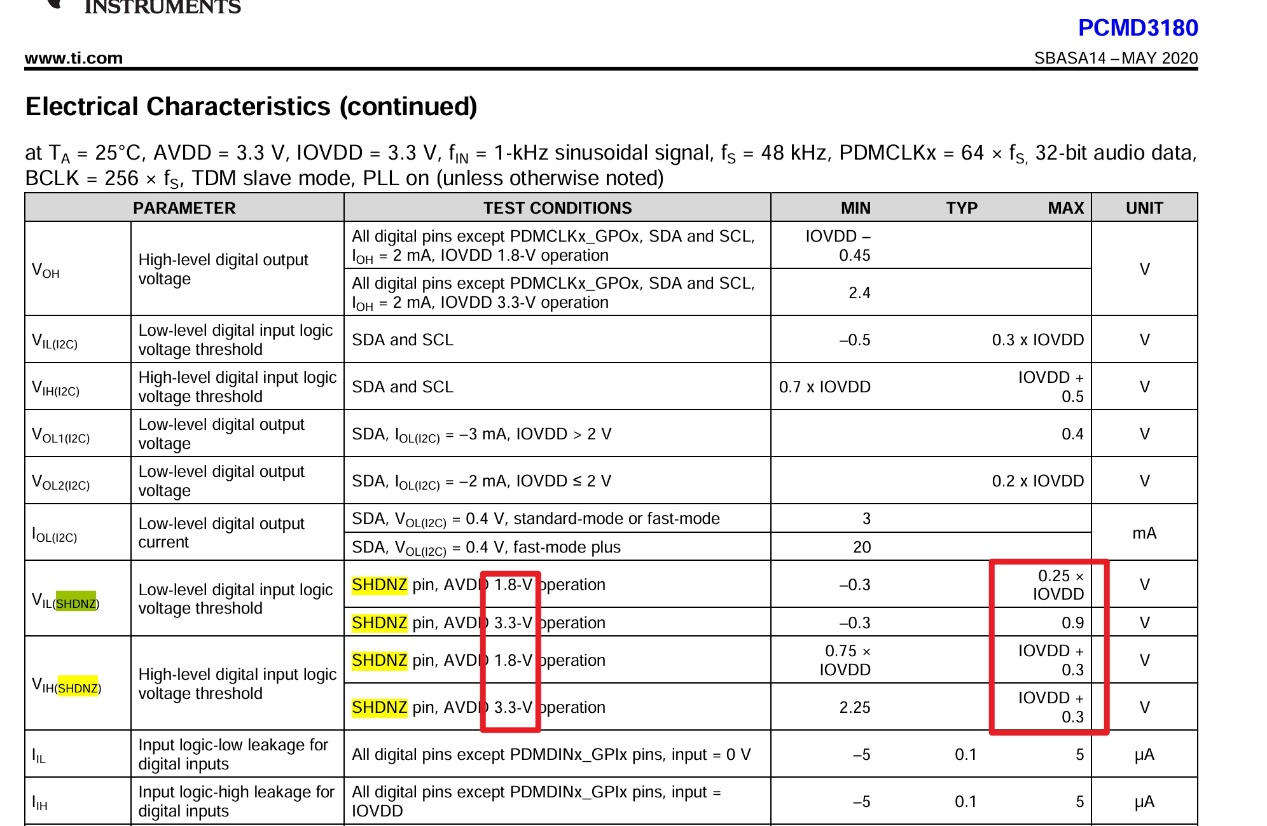 INSTRUMENTS
PCMD3180
www.ti.com
SBASA14 – MAY 2020
Electrical Characteristics (continued)
at TA = 25°C, AVDD = 3.3 V, IOVDD = 3.3 V, fIN = 1-kHz sinusoidal signal, fS = 48 kHz, PDMCLKx = 64 × fS, 32-bit audio data,
BCLK = 256 × fS, TDM slave mode, PLL on (unless otherwise noted)
PARAMETER TEST CONDITIONS MIN TYP MAX UNIT
VOH
High-level digital output
voltage
All digital pins except PDMCLKx_GPOx, SDA and SCL,
IOH = 2 mA, IOVDD 1.8-V operation
IOVDD –
0.45
V
All digital pins except PDMCLKx_GPOx, SDA and SCL,
IOH = 2 mA, IOVDD 3.3-V operation
2.4
VIL(I2C)
Low-level digital input logic
voltage threshold
SDA and SCL
–0.5
0.3 x IOVDD
V
VIH(I2C)
High-level digital input logic
voltage threshold
SDA and SCL
0.7 x IOVDD
IOVDD +
0.5
V
VOL1(I2C)
Low-level digital output
voltage
SDA, IOL(I2C) = –3 mA, IOVDD > 2 V
0.4
V
VOL2(I2C)
Low-level digital output
voltage
SDA, IOL(I2C) = –2 mA, IOVDD ≤ 2 V
0.2 x IOVDD
V
IOL(I2C)
Low-level digital output
current
SDA, VOL(I2C) = 0.4 V, standard-mode or fast-mode
3
mA
SDA, VOL(I2C) = 0.4 V, fast-mode plus
20
VIL(SHDNZ)
Low-level digital input logic
voltage threshold
SHDNZ pin, AVDD 1.8-V operation
–0.3
0.25 ×
IOVDD
V
SHDNZ pin, AVDD 3.3-V operation
–0.3
0.9
V
VIH(SHDNZ)
High-level digital input logic
voltage threshold
SHDNZ pin, AVDD 1.8-V operation
0.75 ×
IOVDD
IOVDD +
0.3
V
SHDNZ pin, AVDD 3.3-V operation
2.25
IOVDD +
0.3
V
IIL
Input logic-low leakage for
digital inputs
All digital pins except PDMDINx_GPIx pins, input = 0 V
–5
0.1
5
µA
IIH
Input logic-high leakage for
digital inputs
All digital pins except PDMDINx_GPIx pins, input =
IOVDD
–5
0.1
5
µA